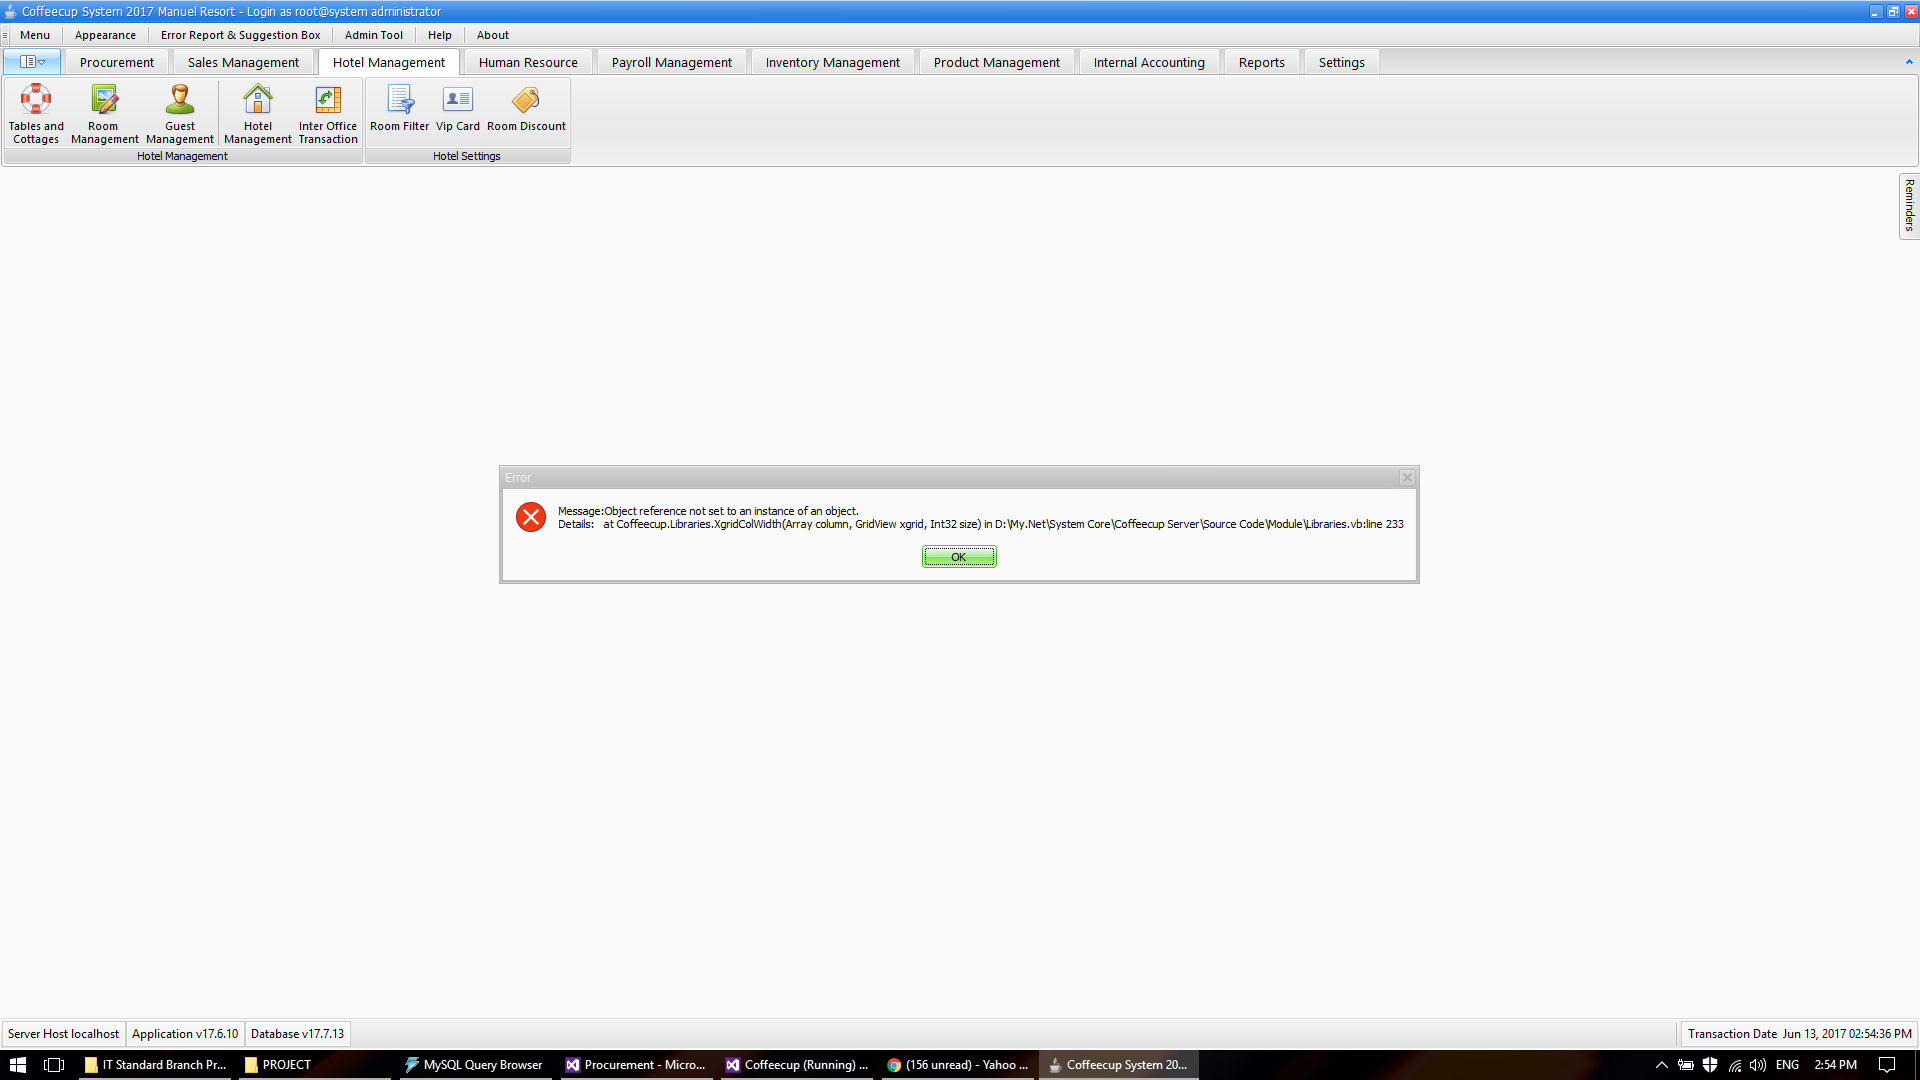 Coffeecup System 2017 Manuel Resort - Login as root@system administrator
Menu Appearance Error Report & Suggestion Box Admin Tool Help About
Procurement Sales Management Hotel Management Human Resource Payroll Management Inventory Management Product Management Internal Accounting Reports Settings
Tables and Cottages
Room Management
Guest Management
Hotel Management
Inter Office Transaction
Room Filter
Vip Card
Room Discount
Hotel Management
Hotel Settings
Reminders
Error
Message:Object reference not set to an instance of an object.
Details: at Coffeecup.Libraries.XgridColWidth(Array column, GridView xgrid, Int32 size) in D:\My.Net\System Core\Coffeecup Server\Source Code\Module\Libraries.vb:line 233
OK
Server Host localhost Application v17.6.10 Database v17.7.13 Transaction Date Jun 13, 2017 02:54:36 PM
IT Standard Branch Pr... PROJECT MySQL Query Browser Procurement - Micro... Coffeecup (Running) ... (156 unread) - Yahoo ... Coffeecup System 20... ENG 2:54 PM